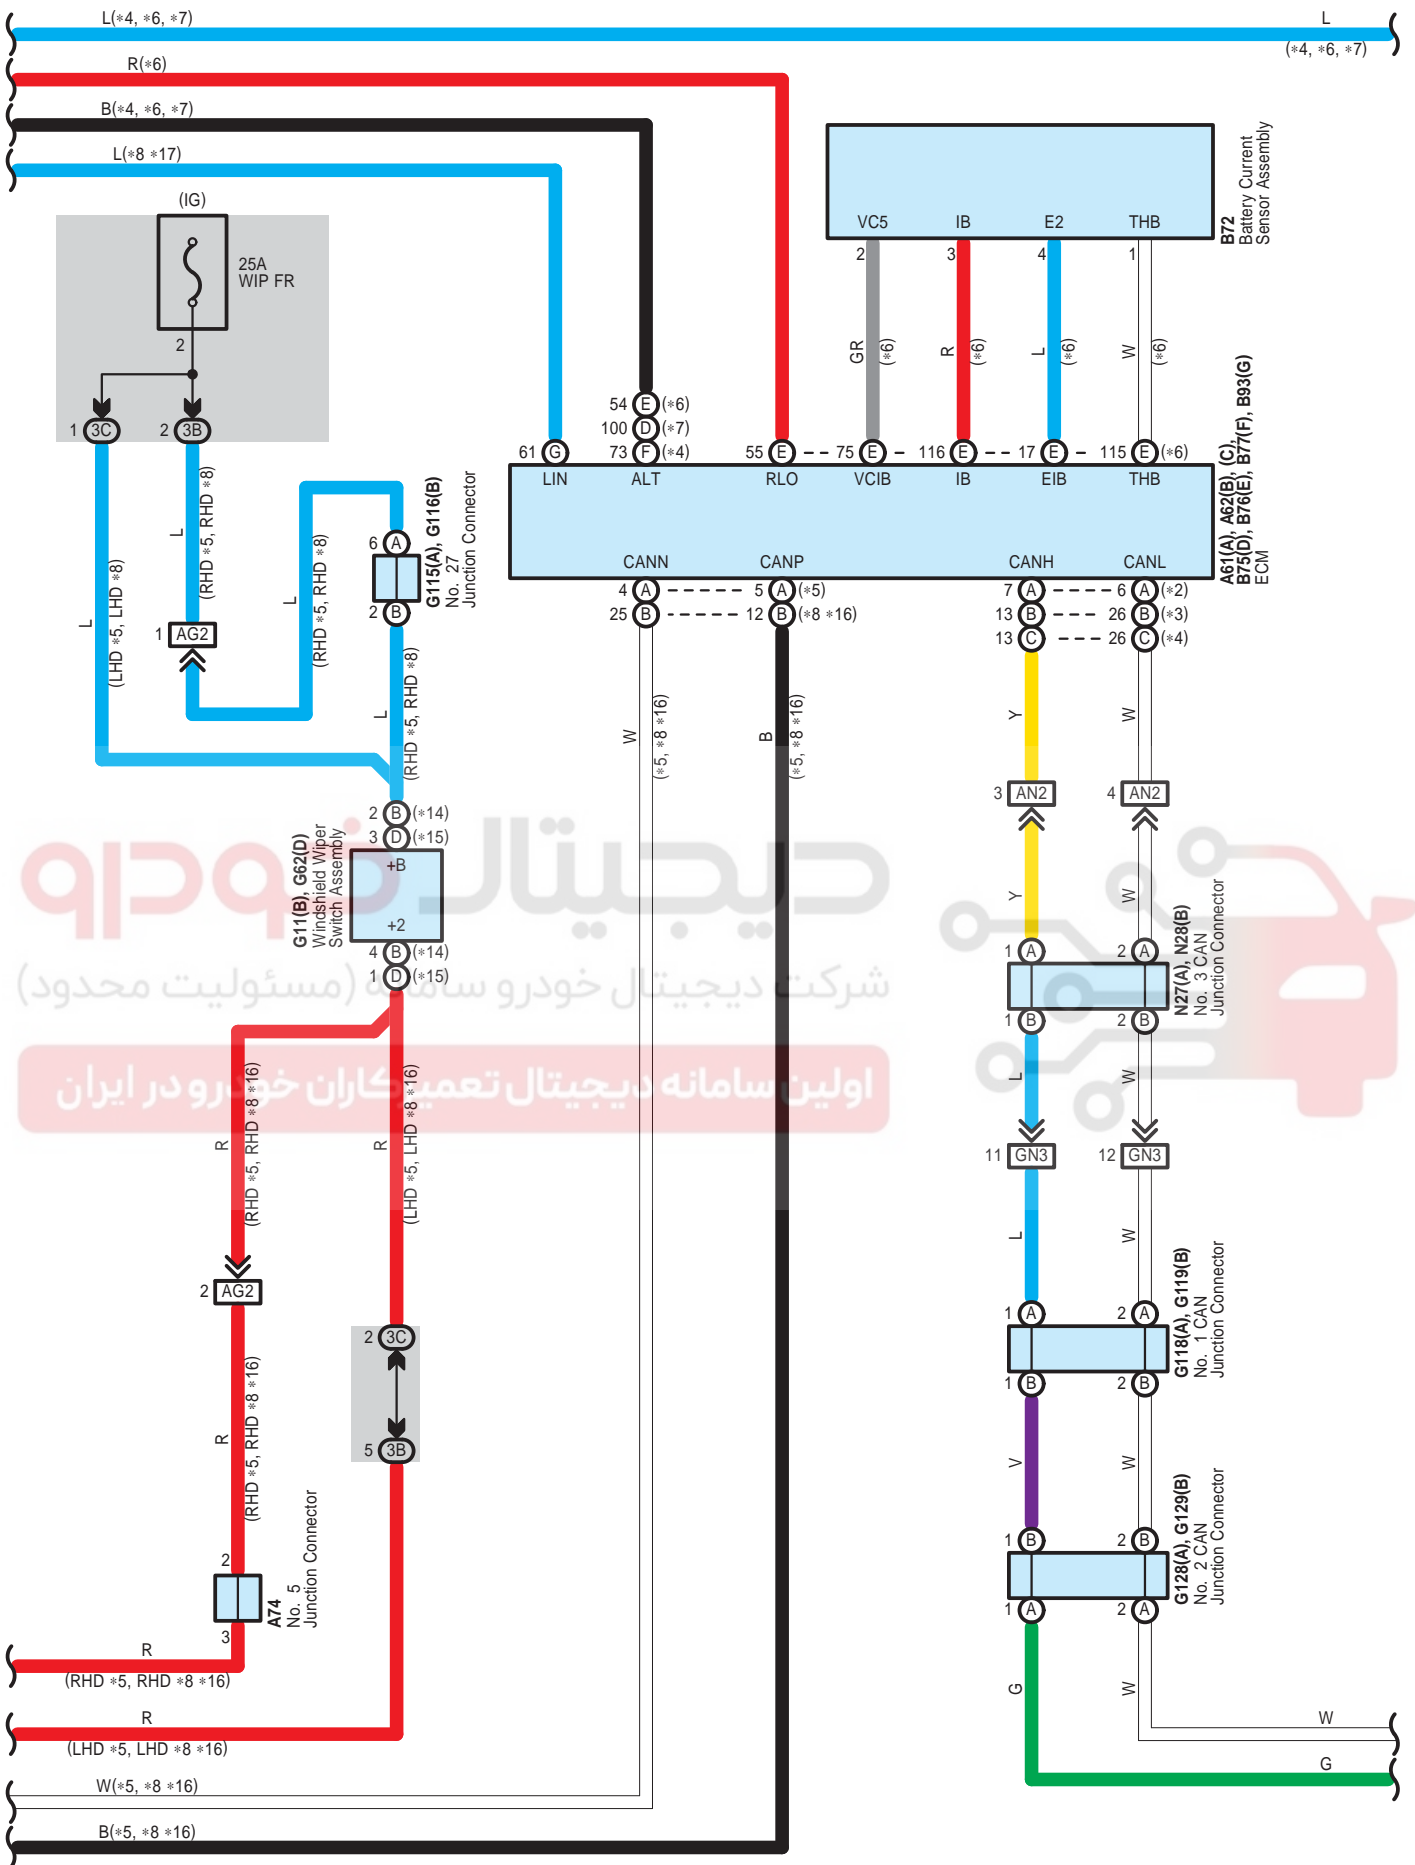 L(*4, *6, *7)
L
(*4, *6, *7)
R(*6)
B(*4, *6, *7)
L(*8 *17)
(IG)
25A
WIP FR
2
1 3C
2 3B
VC5 IB E2 THB
2 3 4 1
B72
Battery Current
Sensor Assembly
GR
(*6)
R
(*6)
L
(*6)
W
(*6)
54 E (*6)
100 D (*7)
61 G
73 F (*4)
55 E
75 E
116 E
17 E
115 E (*6)
LIN ALT RLO VCIB IB EIB THB
CANN CANP CANH CANL
A61(A), A62(B), (C),
B75(D), B76(E), B77(F), B93(G)
ECM
4 A 5 A (*5)
25 B 12 B (*8 *16)
7 A 6 A (*2)
13 B 26 B (*3)
13 C 26 C (*4)
L
(LHD *5, LHD *8)
L
(RHD *5, RHD *8)
1 AG2
L
(RHD *5, RHD *8)
6 A
2 B
G115(A), G116(B)
No. 27
Junction Connector
L
(RHD *5, RHD *8)
W
(*5, *8 *16)
B
(*5, *8 *16)
Y
W
3 AN2
4 AN2
2 B (*14)
3 D (*15)
+B
+2
G11(B), G62(D)
Windshield Wiper
Switch Assembly
4 B (*14)
1 D (*15)
دیجیتال خودرو
شرکت دیجیتال خودرو سامانه (مسئولیت محدود)
اولین سامانه دیجیتال تعمیرکاران خودرو در ایران
Y
W
1 A
2 A
1 B
2 B
N27(A), N28(B)
No. 3 CAN
Junction Connector
L
W
11 GN3
12 GN3
R
(RHD *5, RHD *8 *16)
R
(LHD *5, LHD *8 *16)
2 AG2
L
W
1 A
2 A
1 B
2 B
G118(A), G119(B)
No. 1 CAN
Junction Connector
2 3C
5 3B
R
(RHD *5, RHD *8 *16)
V
W
1 B
2 B
1 A
2 A
G128(A), G129(B)
No. 2 CAN
Junction Connector
2
3
A74
No. 5
Junction Connector
G
W
R
(RHD *5, RHD *8 *16)
R
(LHD *5, LHD *8 *16)
W
G
W(*5, *8 *16)
B(*5, *8 *16)